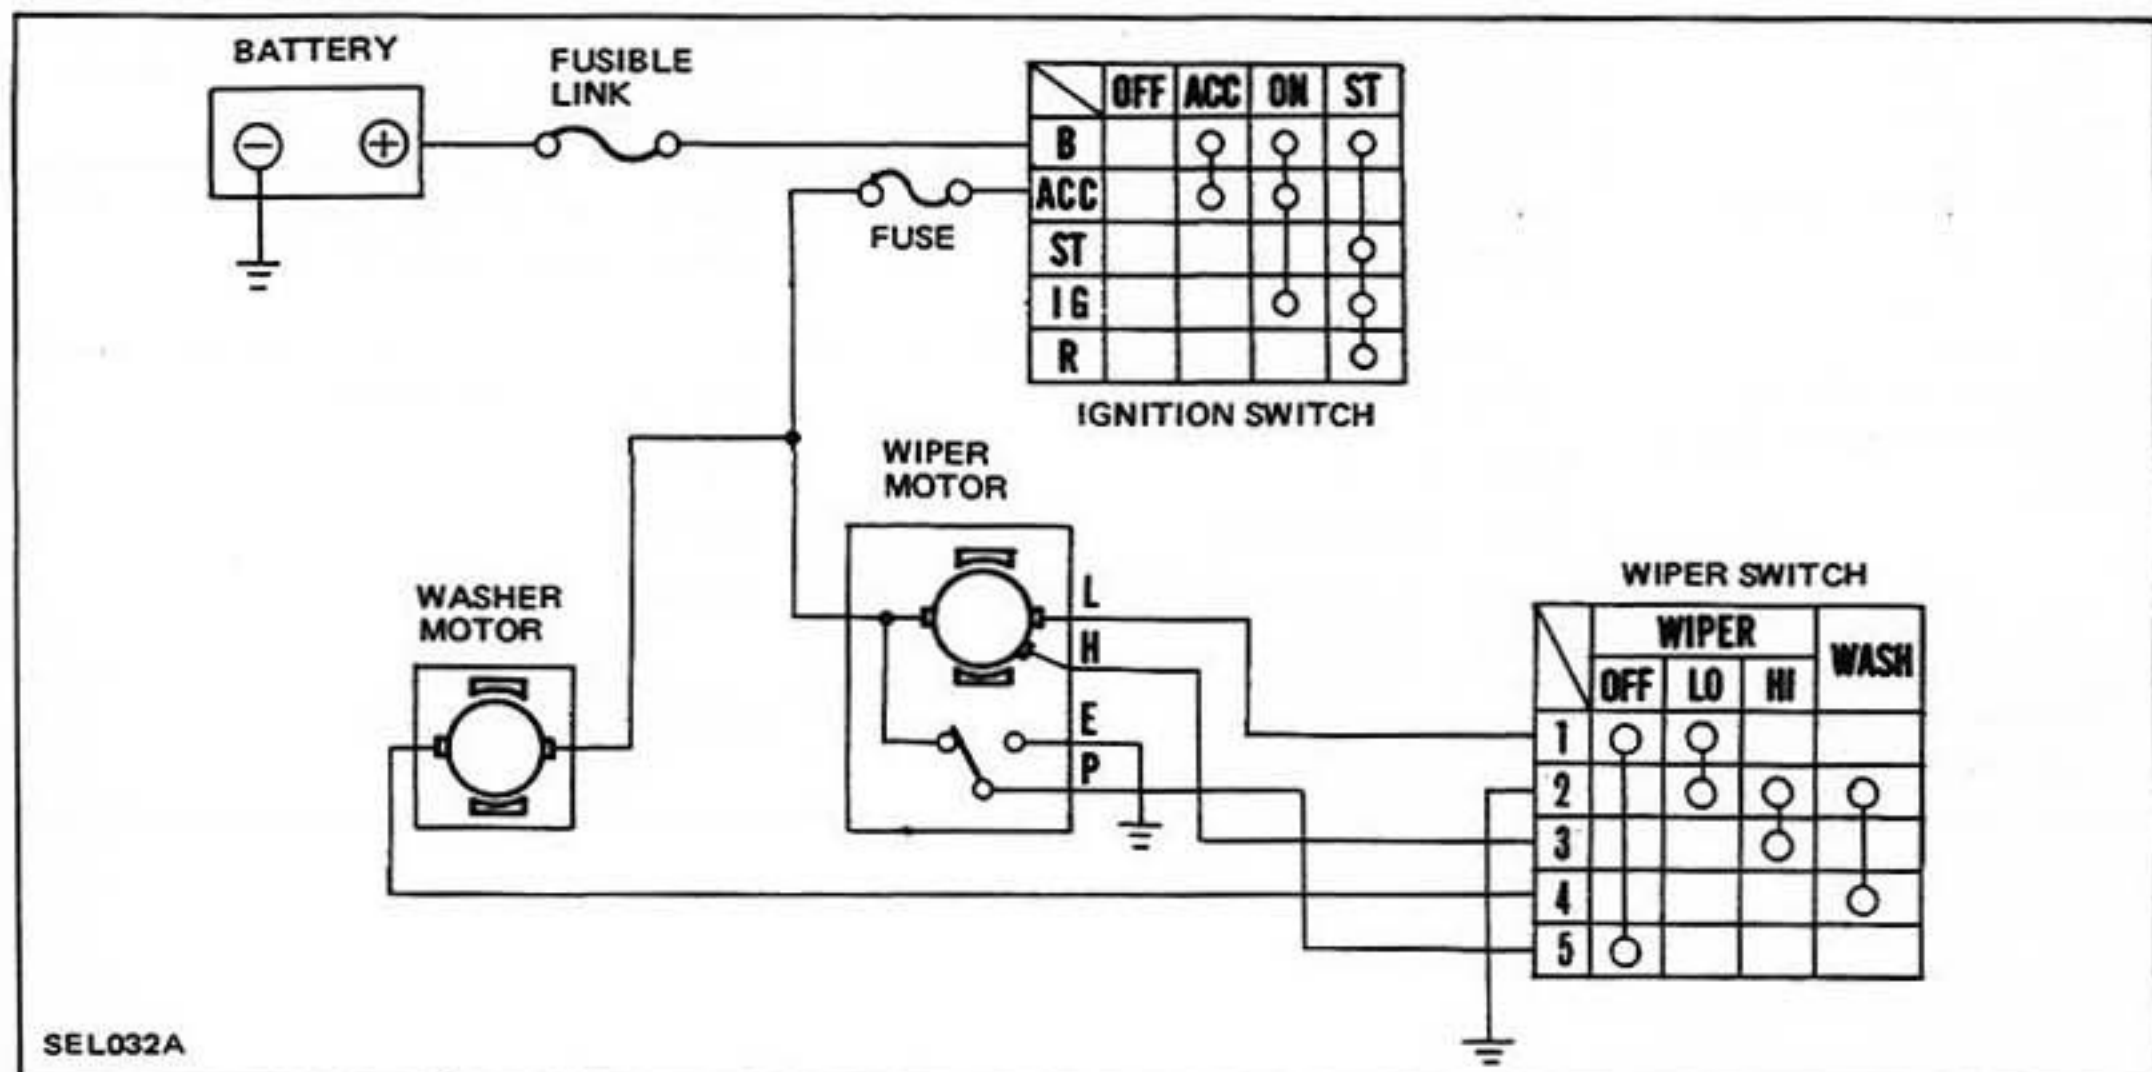 BATTERY
FUSIBLE
LINK
OFF ACC ON ST
B
ACC
ST
IG
R
FUSE
IGNITION SWITCH
WIPER
MOTOR
WASHER
MOTOR
L
H
E
P
WIPER SWITCH
WIPER
WASH
OFF LO HI
1
2
3
4
5
SEL032A